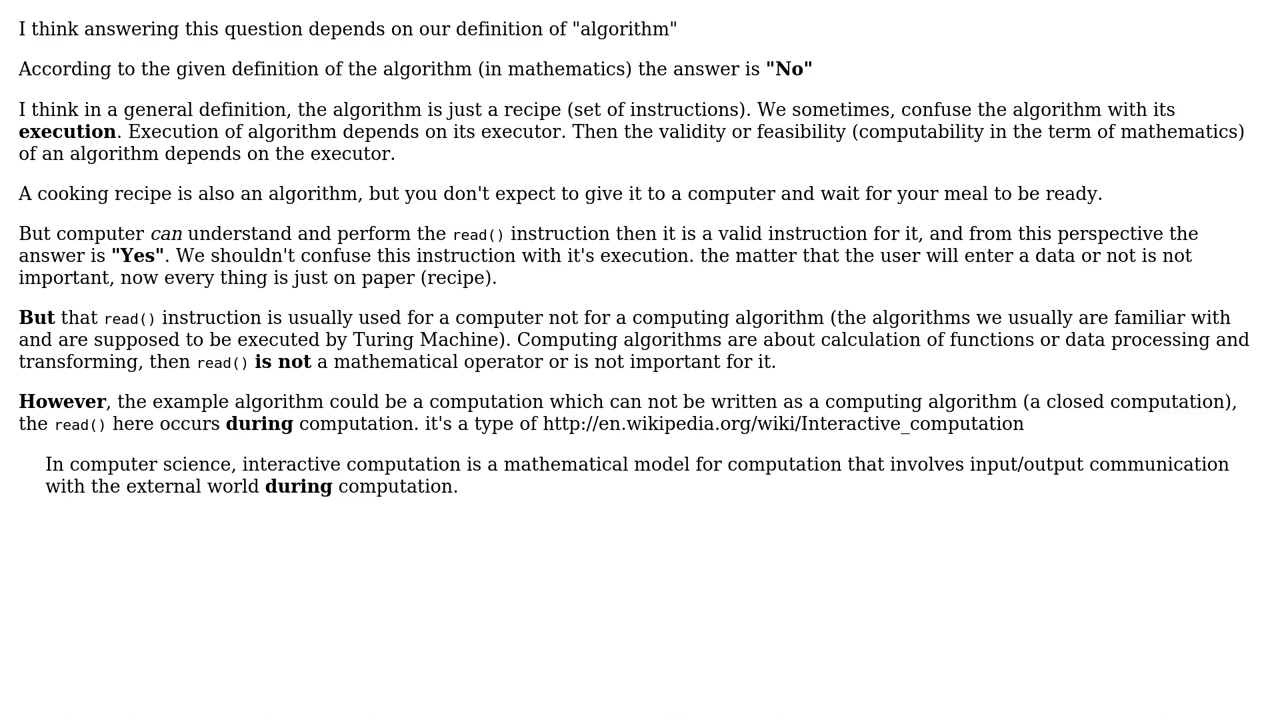 I think answering this question depends on our definition of "algorithm"
According to the given definition of the algorithm (in mathematics) the answer is "No"
I think in a general definition, the algorithm is just a recipe (set of instructions). We sometimes, confuse the algorithm with its
execution. Execution of algorithm depends on its executor. Then the validity or feasibility (computability in the term of mathematics)
of an algorithm depends on the executor.
A cooking recipe is also an algorithm, but you don't expect to give it to a computer and wait for your meal to be ready.
But computer can understand and perform the read() instruction then it is a valid instruction for it, and from this perspective the
answer is "Yes". We shouldn't confuse this instruction with it's execution. the matter that the user will enter a data or not is not
important, now every thing is just on paper (recipe).
But that read() instruction is usually used for a computer not for a computing algorithm (the algorithms we usually are familiar with
and are supposed to be executed by Turing Machine). Computing algorithms are about calculation of functions or data processing and
transforming, then read() is not a mathematical operator or is not important for it.
However, the example algorithm could be a computation which can not be written as a computing algorithm (a closed computation),
the read() here occurs during computation. it's a type of http://en.wikipedia.org/wiki/Interactive_computation
In computer science, interactive computation is a mathematical model for computation that involves input/output communication
with the external world during computation.